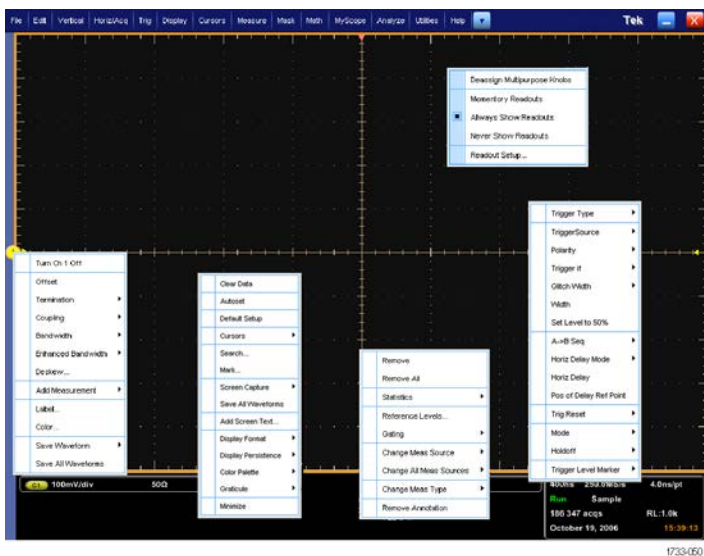 File Edit Vertical Horiz/Acq Trig Display Cursors Measure Mask Math MyScope Analyze Utilities Help
Tek
Deassign Multipurpose Knobs
Momentory Readouts
Always Show Readouts
Never Show Readouts
Readout Setup...
Trigger Type
TriggerSource
Polarity
Trigger if
Glitch Width
Width
Set Level to 50%
A->B Seq
Horiz Delay Mode
Horiz Delay
Pos of Delay Ref Point
Trig Reset
Mode
Holdoff
Trigger Level Marker
Turn Ch 1 Off
Offset
Termination
Coupling
Bandwidth
Enhanced Bandwidth
Deskew...
Add Measurement
Label...
Color...
Save Waveform
Save All Waveforms
Clear Data
Autoset
Default Setup
Cursors
Search...
Mark...
Screen Capture
Save All Waveforms
Add Screen Text...
Display Format
Display Persistence
Color Palette
Graticule
Minimize
Remove
Remove All
Statistics
Reference Levels...
Gating
Change Meas Source
Change All Meas Sources
Change Meas Type
Remove Annotation
C1 100mV/div 50Ω
400ns 250.0MS/s 4.0ns/pt
Run Sample
186 347 acqs RL:1.0k
October 19, 2006 15:39:13
1733-050